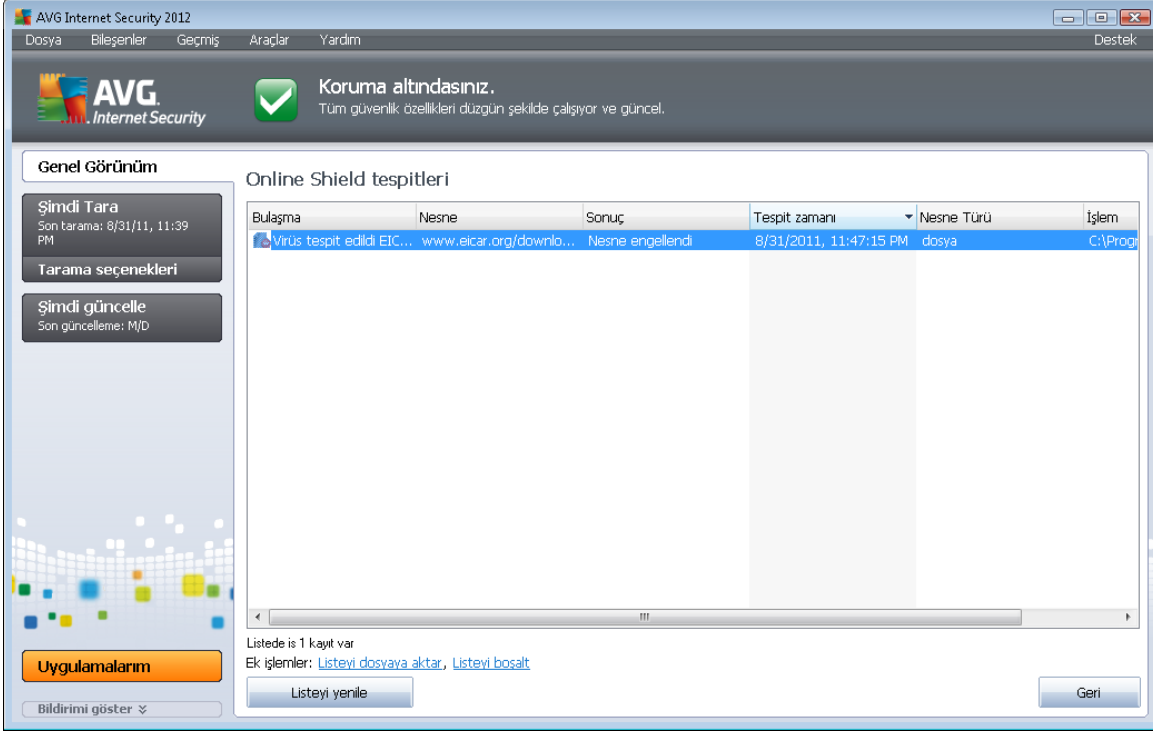 AVG Internet Security 2012
Dosya Bileşenler Geçmiş Araçlar Yardım Destek
AVG.
Internet Security
Koruma altındasınız.
Tüm güvenlik özellikleri düzgün şekilde çalışıyor ve güncel.
Genel Görünüm
Şimdi Tara
Son tarama: 8/31/11, 11:39
PM
Tarama seçenekleri
Şimdi güncelle
Son güncelleme: M/D
Uygulamalarım
Bildirimi göster
Online Shield tespitleri
Bulaşma Nesne Sonuç Tespit zamanı Nesne Türü İşlem
Virüs tespit edildi EIC... www.eicar.org/downlo... Nesne engellendi 8/31/2011, 11:47:15 PM dosya C:\Progr
Listede is 1 kayıt var
Ek işlemler: Listeyi dosyaya aktar, Listeyi boşalt
Listeyi yenile Geri